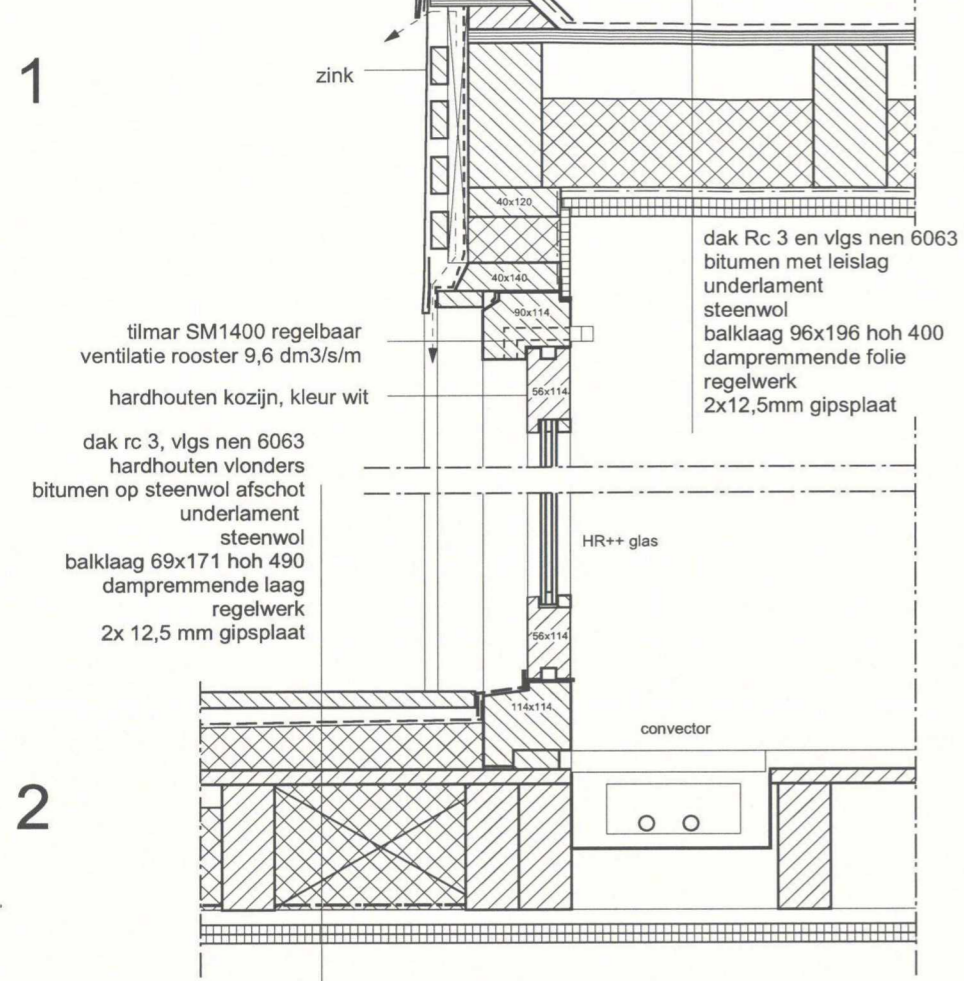 1
zink
40x120
40x140
90x114
dak Rc 3 en vlgs nen 6063
bitumen met leislag
underlament
steenwol
balklaag 96x196 hoh 400
dampremmende folie
regelwerk
2x12,5mm gipsplaat
tilmar SM1400 regelbaar
ventilatie rooster 9,6 dm3/s/m
56x114
hardhouten kozijn, kleur wit
dak rc 3, vlgs nen 6063
hardhouten vlonders
bitumen op steenwol afschot
underlament
steenwol
balklaag 69x171 hoh 490
dampremmende laag
regelwerk
2x 12,5 mm gipsplaat
HR++ glas
56x114
114x114
convector
2